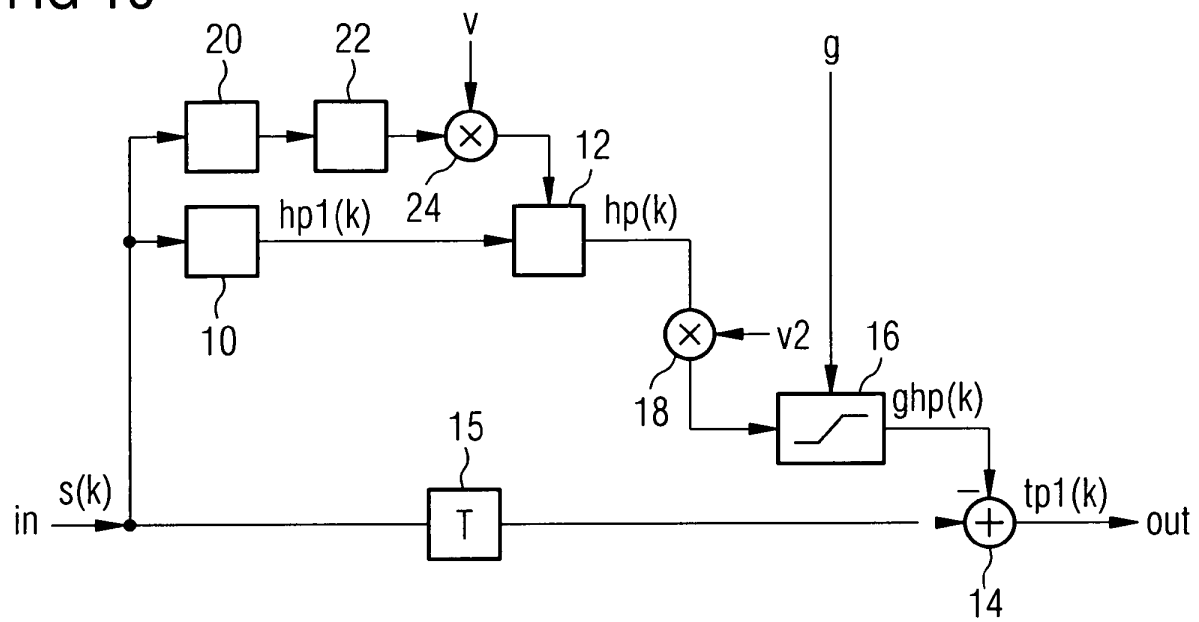 20
22
v
g
12
24
hp1(k)
hp(k)
10
v2
18
16
ghp(k)
15
in
s(k)
T
−
tp1(k)
+
out
14